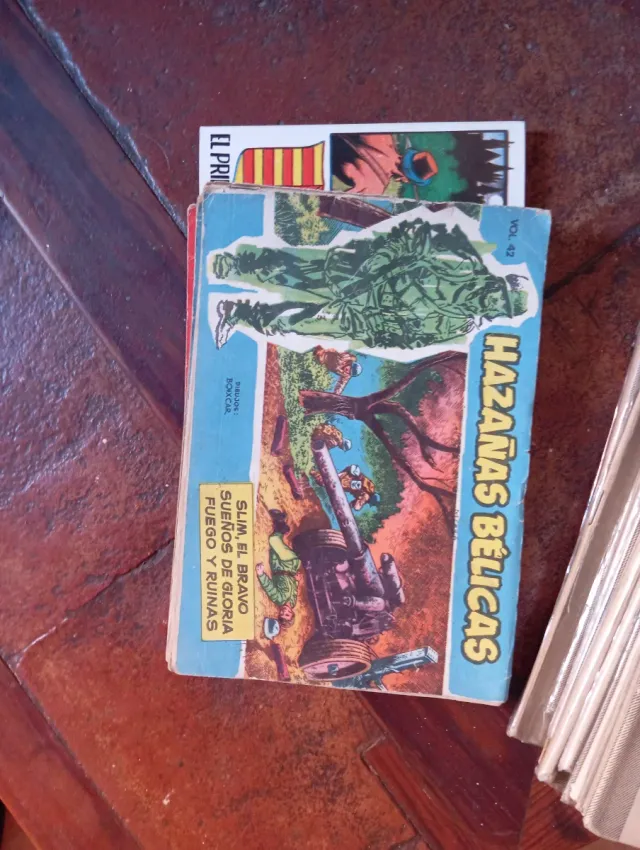 VOL. 42
HAZAÑAS BÉLICAS
DIBUJOS:
BOIXCAR
SLIM, EL BRAVO
SUEÑOS DE GLORIA
FUEGO Y RUINAS
EL PRI